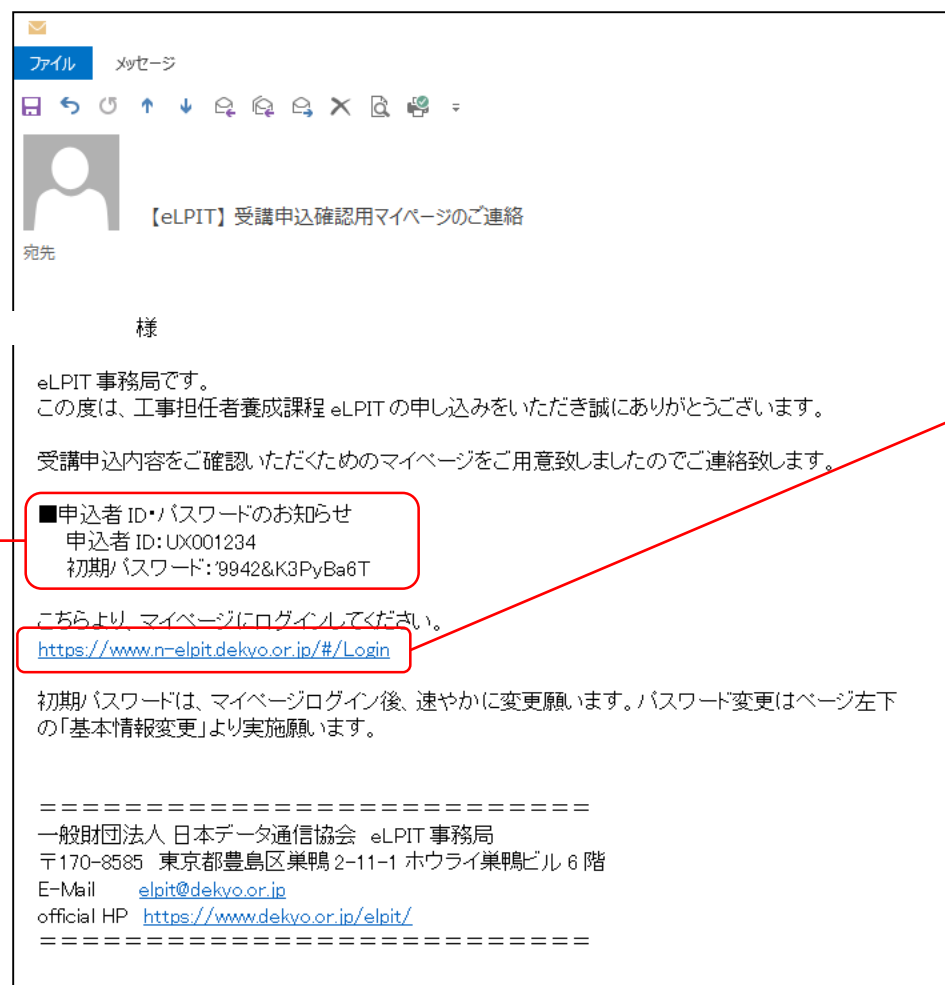 ファイル メッセージ
【eLPIT】受講申込確認用マイページのご連絡
宛先
様
eLPIT 事務局です。
この度は、工事担任者養成課程 eLPIT の申し込みをいただき誠にありがとうございます。
受講申込内容をご確認いただくためのマイページをご用意致しましたのでご連絡致します。
■申込者 ID・パスワードのお知らせ
申込者 ID：UX001234
初期パスワード：'9942&K3PyBa6T
こちらより、マイページにログインしてください。
https://www.n-elpit.dekyo.or.jp/#/Login
初期パスワードは、マイページログイン後、速やかに変更願います。パスワード変更はページ左下
の「基本情報変更」より実施願います。
＝＝＝＝＝＝＝＝＝＝＝＝＝＝＝＝＝＝＝＝＝＝＝＝＝＝
一般財団法人 日本データ通信協会 eLPIT 事務局
〒170-8585 東京都豊島区巣鴨 2-11-1 ホウライ巣鴨ビル 6 階
E-Mail elpit@dekyo.or.jp
official HP https://www.dekyo.or.jp/elpit/
＝＝＝＝＝＝＝＝＝＝＝＝＝＝＝＝＝＝＝＝＝＝＝＝＝＝